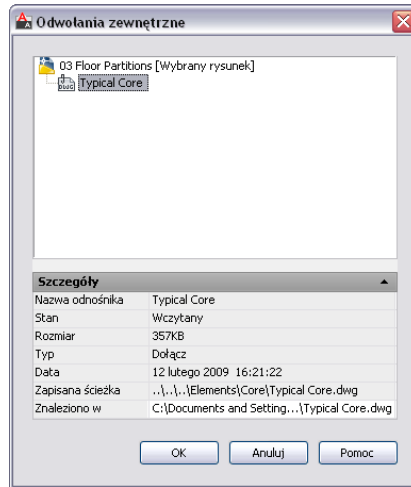 Odwołania zewnętrzne
03 Floor Partitions [Wybrany rysunek]
Typical Core
Szczegóły
Nazwa odnośnika Typical Core
Stan Wczytany
Rozmiar 357KB
Typ Dołącz
Data 12 lutego 2009 16:21:22
Zapisana ścieżka ..\..\..\Elements\Core\Typical Core.dwg
Znaleziono w C:\Documents and Setting...\Typical Core.dwg
OK Anuluj Pomoc